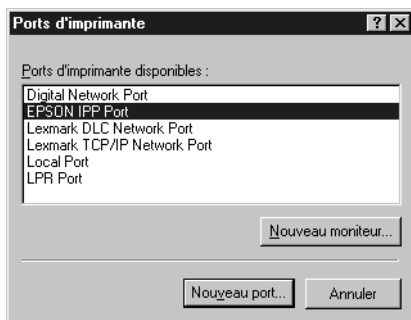 Ports d'imprimante
Ports d'imprimante disponibles :
Digital Network Port
EPSON IPP Port
Lexmark DLC Network Port
Lexmark TCP/IP Network Port
Local Port
LPR Port
Nouveau moniteur...
Nouveau port... Annuler